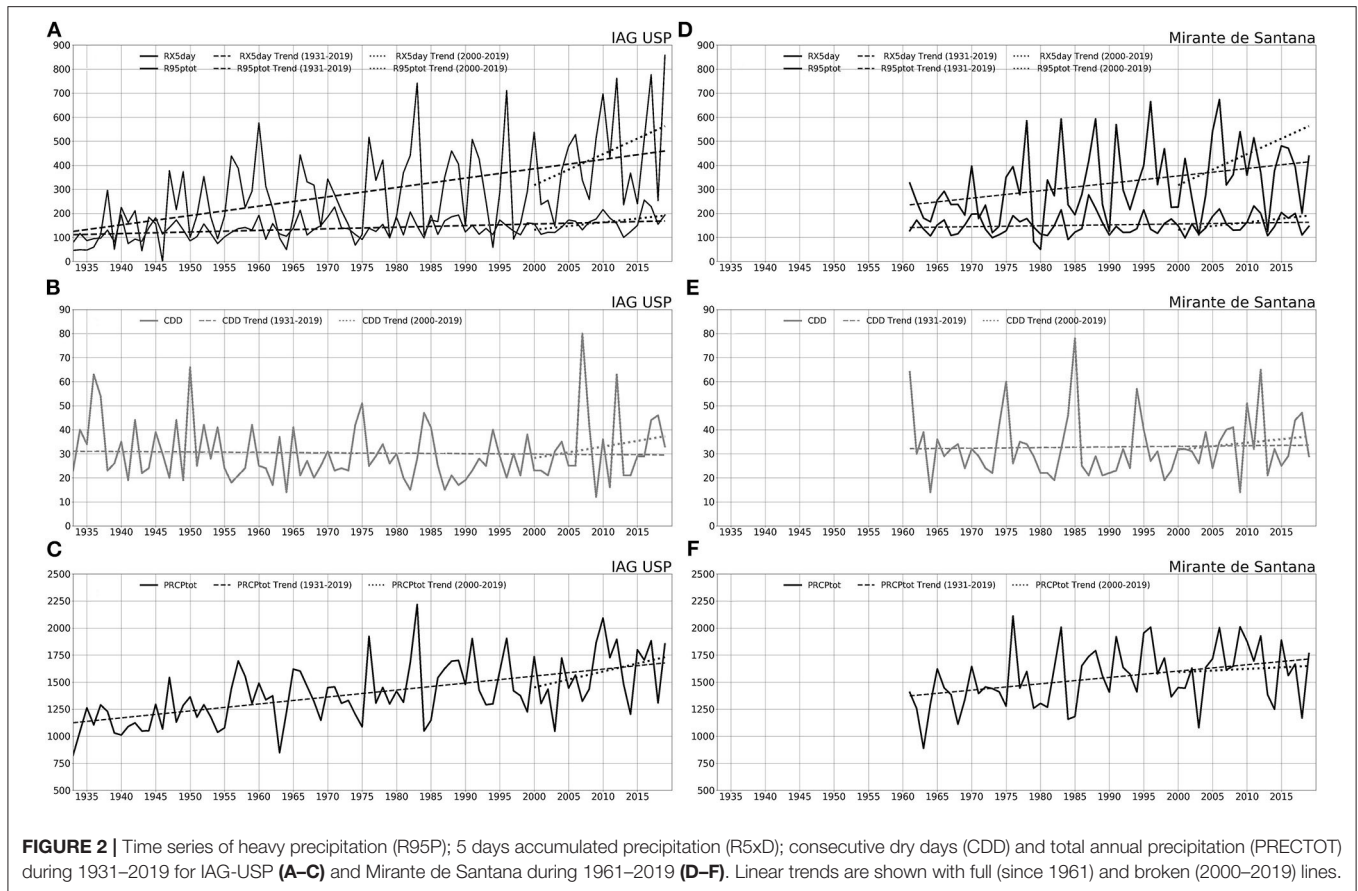 A
IAG USP
RX5day
RX5day Trend (1931-2019)
RX5day Trend (2000-2019)
R95ptot
R95ptot Trend (1931-2019)
R95ptot Trend (2000-2019)
900
800
700
600
500
400
300
200
100
0
1935 1940 1945 1950 1955 1960 1965 1970 1975 1980 1985 1990 1995 2000 2005 2010 2015
D
Mirante de Santana
RX5day
RX5day Trend (1931-2019)
RX5day Trend (2000-2019)
R95ptot
R95ptot Trend (1931-2019)
R95ptot Trend (2000-2019)
900
800
700
600
500
400
300
200
100
0
1935 1940 1945 1950 1955 1960 1965 1970 1975 1980 1985 1990 1995 2000 2005 2010 2015
B
IAG USP
CDD
CDD Trend (1931-2019)
CDD Trend (2000-2019)
90
80
70
60
50
40
30
20
10
0
1935 1940 1945 1950 1955 1960 1965 1970 1975 1980 1985 1990 1995 2000 2005 2010 2015
E
Mirante de Santana
CDD
CDD Trend (1931-2019)
CDD Trend (2000-2019)
90
80
70
60
50
40
30
20
10
0
1935 1940 1945 1950 1955 1960 1965 1970 1975 1980 1985 1990 1995 2000 2005 2010 2015
C
IAG USP
PRCPtot
PRCPtot Trend (1931-2019)
PRCPtot Trend (2000-2019)
2500
2250
2000
1750
1500
1250
1000
750
500
1935 1940 1945 1950 1955 1960 1965 1970 1975 1980 1985 1990 1995 2000 2005 2010 2015
F
Mirante de Santana
PRCPtot
PRCPtot Trend (1931-2019)
PRCPtot Trend (2000-2019)
2500
2250
2000
1750
1500
1250
1000
750
500
1935 1940 1945 1950 1955 1960 1965 1970 1975 1980 1985 1990 1995 2000 2005 2010 2015
FIGURE 2 | Time series of heavy precipitation (R95P); 5 days accumulated precipitation (R5xD); consecutive dry days (CDD) and total annual precipitation (PRECTOT)
during 1931–2019 for IAG-USP (A–C) and Mirante de Santana during 1961–2019 (D–F). Linear trends are shown with full (since 1961) and broken (2000–2019) lines.